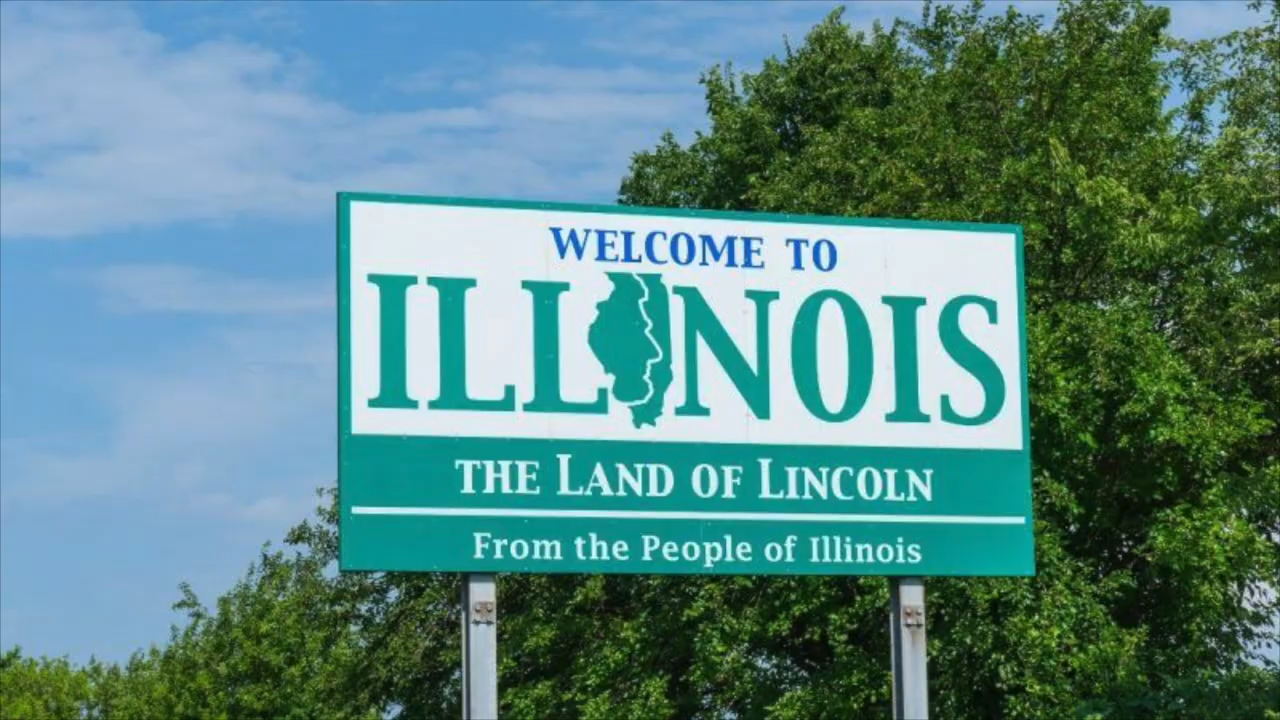 WELCOME TO
ILLINOIS
THE LAND OF LINCOLN
From the People of Illinois